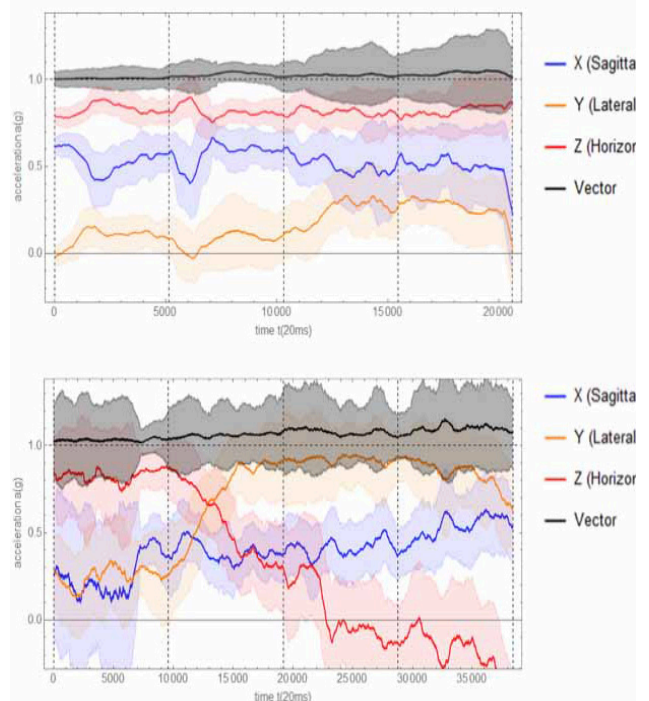 1.0
0.5
0.0
acceleration a(g)
0
5000
10000
15000
20000
time t(20ms)
X (Sagitta
Y (Lateral
Z (Horizor
Vector
1.0
0.5
0.0
acceleration a(g)
0
5000
10000
15000
20000
25000
30000
35000
time t(20ms)
X (Sagitta
Y (Lateral
Z (Horizor
Vector